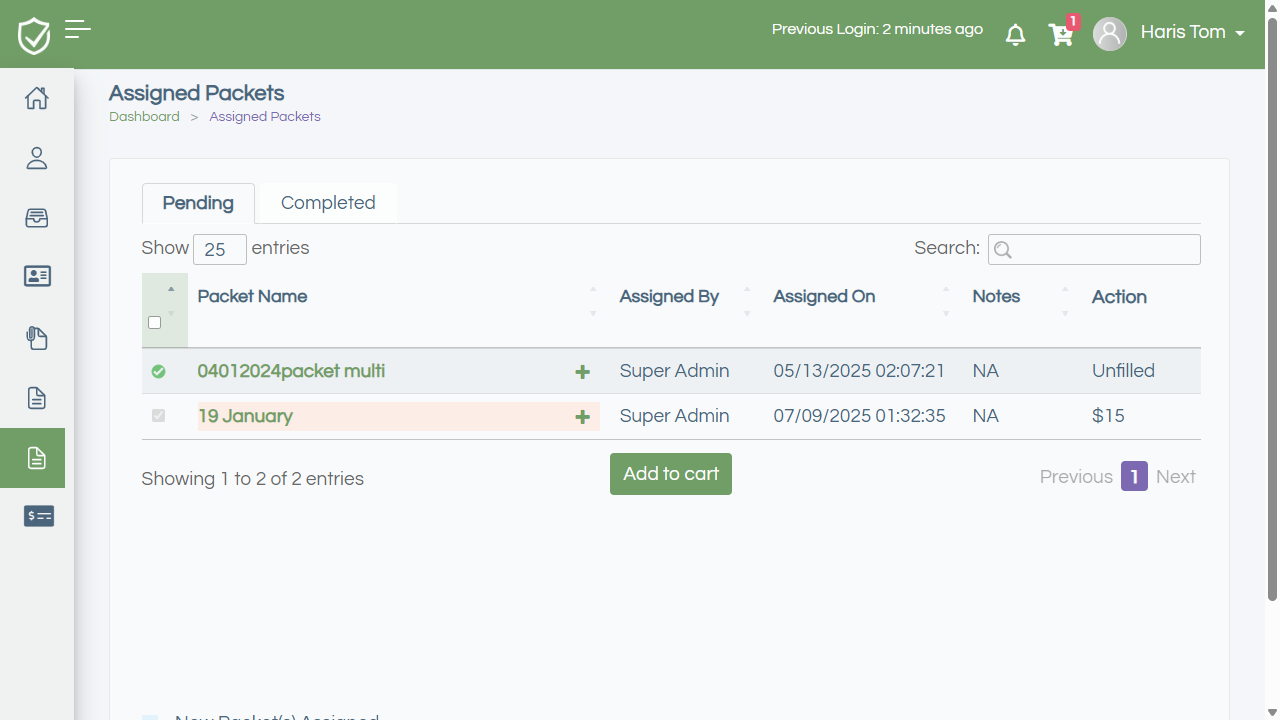 Previous Login: 2 minutes ago
1
Haris Tom
Assigned Packets
Dashboard > Assigned Packets
Pending
Completed
Show 25 entries
Search:
Packet Name
Assigned By
Assigned On
Notes
Action
04012024packet multi
Super Admin
05/13/2025 02:07:21
NA
Unfilled
19 January
Super Admin
07/09/2025 01:32:35
NA
$15
Showing 1 to 2 of 2 entries
Add to cart
Previous 1 Next
New Packet(s) Assigned